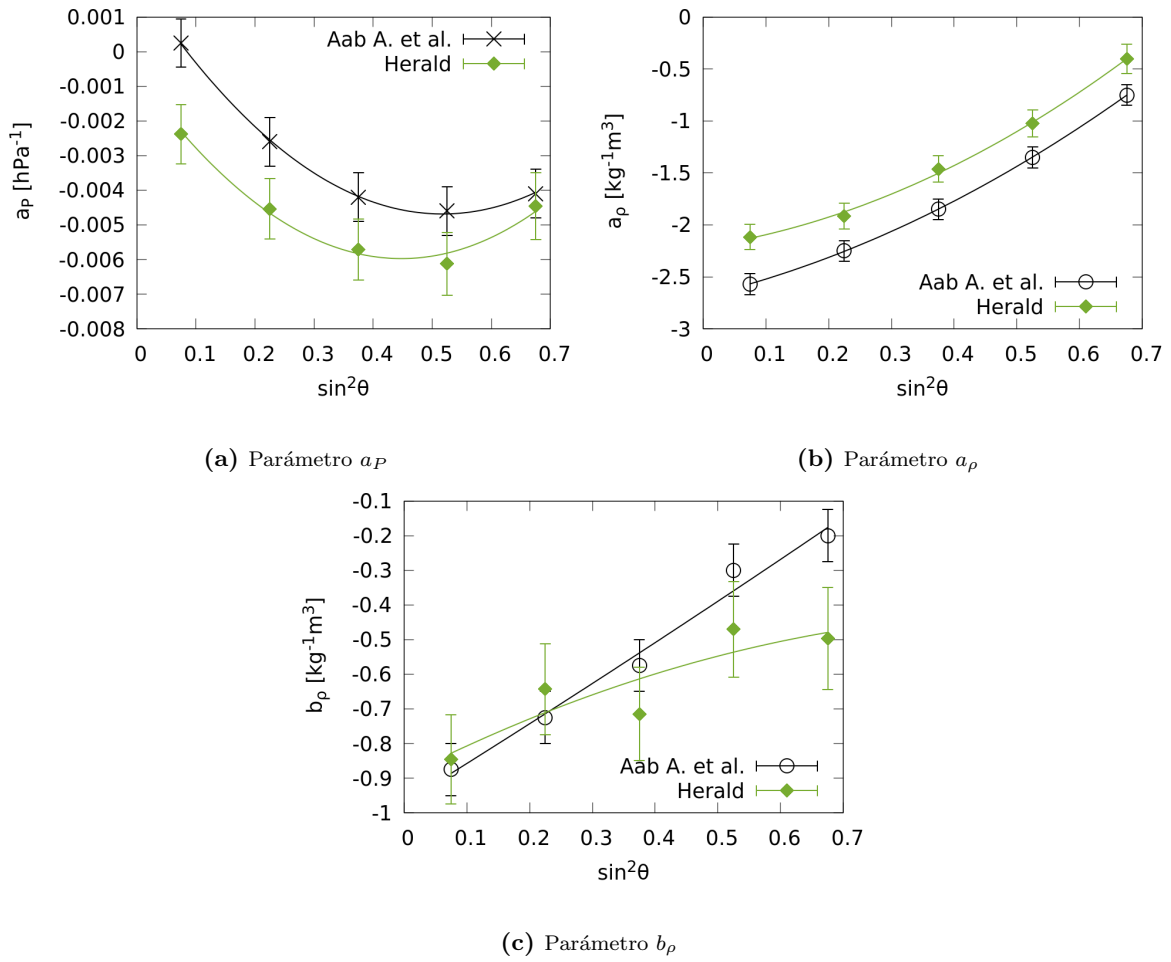 0.001
0
-0.001
-0.002
-0.003
-0.004
-0.005
-0.006
-0.007
-0.008
aP [hPa-1]
Aab A. et al.
Herald
0 0.1 0.2 0.3 0.4 0.5 0.6 0.7
sin²θ
(a) Parámetro aP
0
-0.5
-1
-1.5
-2
-2.5
-3
aρ [kg-1m3]
Aab A. et al.
Herald
0 0.1 0.2 0.3 0.4 0.5 0.6 0.7
sin²θ
(b) Parámetro aρ
-0.1
-0.2
-0.3
-0.4
-0.5
-0.6
-0.7
-0.8
-0.9
-1
bρ [kg-1m3]
Aab A. et al.
Herald
0 0.1 0.2 0.3 0.4 0.5 0.6 0.7
sin²θ
(c) Parámetro bρ